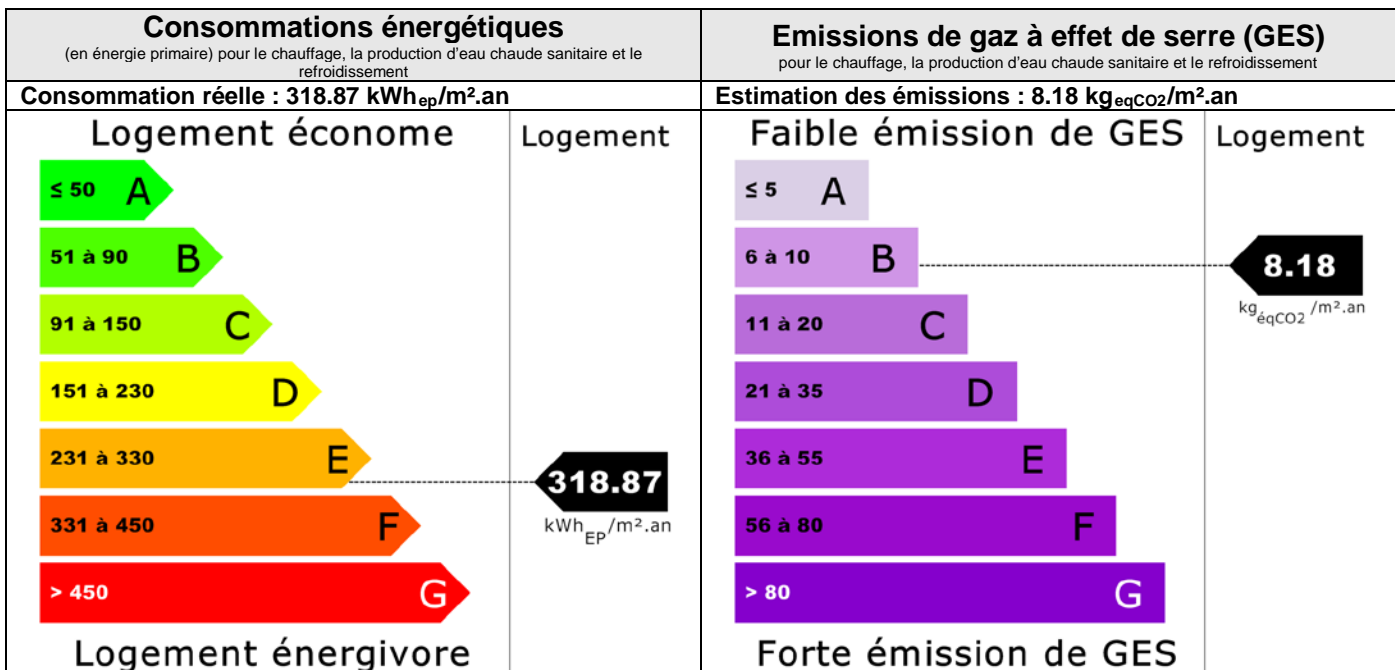 Consommations énergétiques
(en énergie primaire) pour le chauffage, la production d'eau chaude sanitaire et le
refroidissement
Consommation réelle : 318.87 kWhep/m².an
Logement économe
Logement
≤ 50 A
51 à 90 B
91 à 150 C
151 à 230 D
231 à 330 E
318.87
kWhEP/m².an
331 à 450 F
> 450 G
Logement énergivore
Emissions de gaz à effet de serre (GES)
pour le chauffage, la production d'eau chaude sanitaire et le refroidissement
Estimation des émissions : 8.18 kgeqCO2/m².an
Faible émission de GES
Logement
≤ 5 A
6 à 10 B
8.18
kgéqCO2/m².an
11 à 20 C
21 à 35 D
36 à 55 E
56 à 80 F
> 80 G
Forte émission de GES